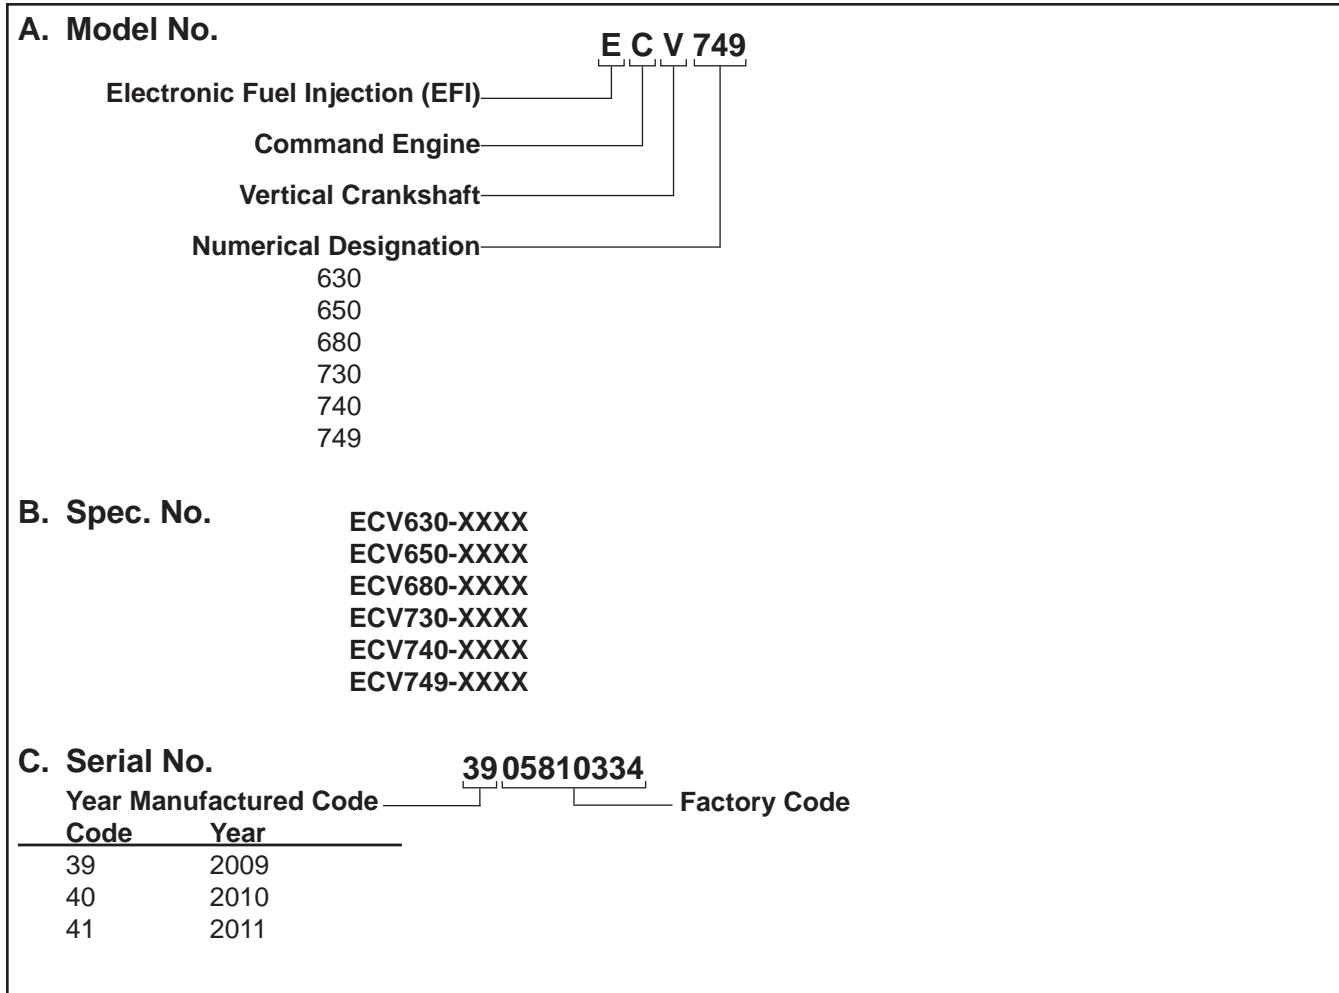 A. Model No.
E C V 749
Electronic Fuel Injection (EFI)
Command Engine
Vertical Crankshaft
Numerical Designation
630
650
680
730
740
749
B. Spec. No.
ECV630-XXXX
ECV650-XXXX
ECV680-XXXX
ECV730-XXXX
ECV740-XXXX
ECV749-XXXX
C. Serial No.
3905810334
Year Manufactured Code
Factory Code
Code Year
39 2009
40 2010
41 2011